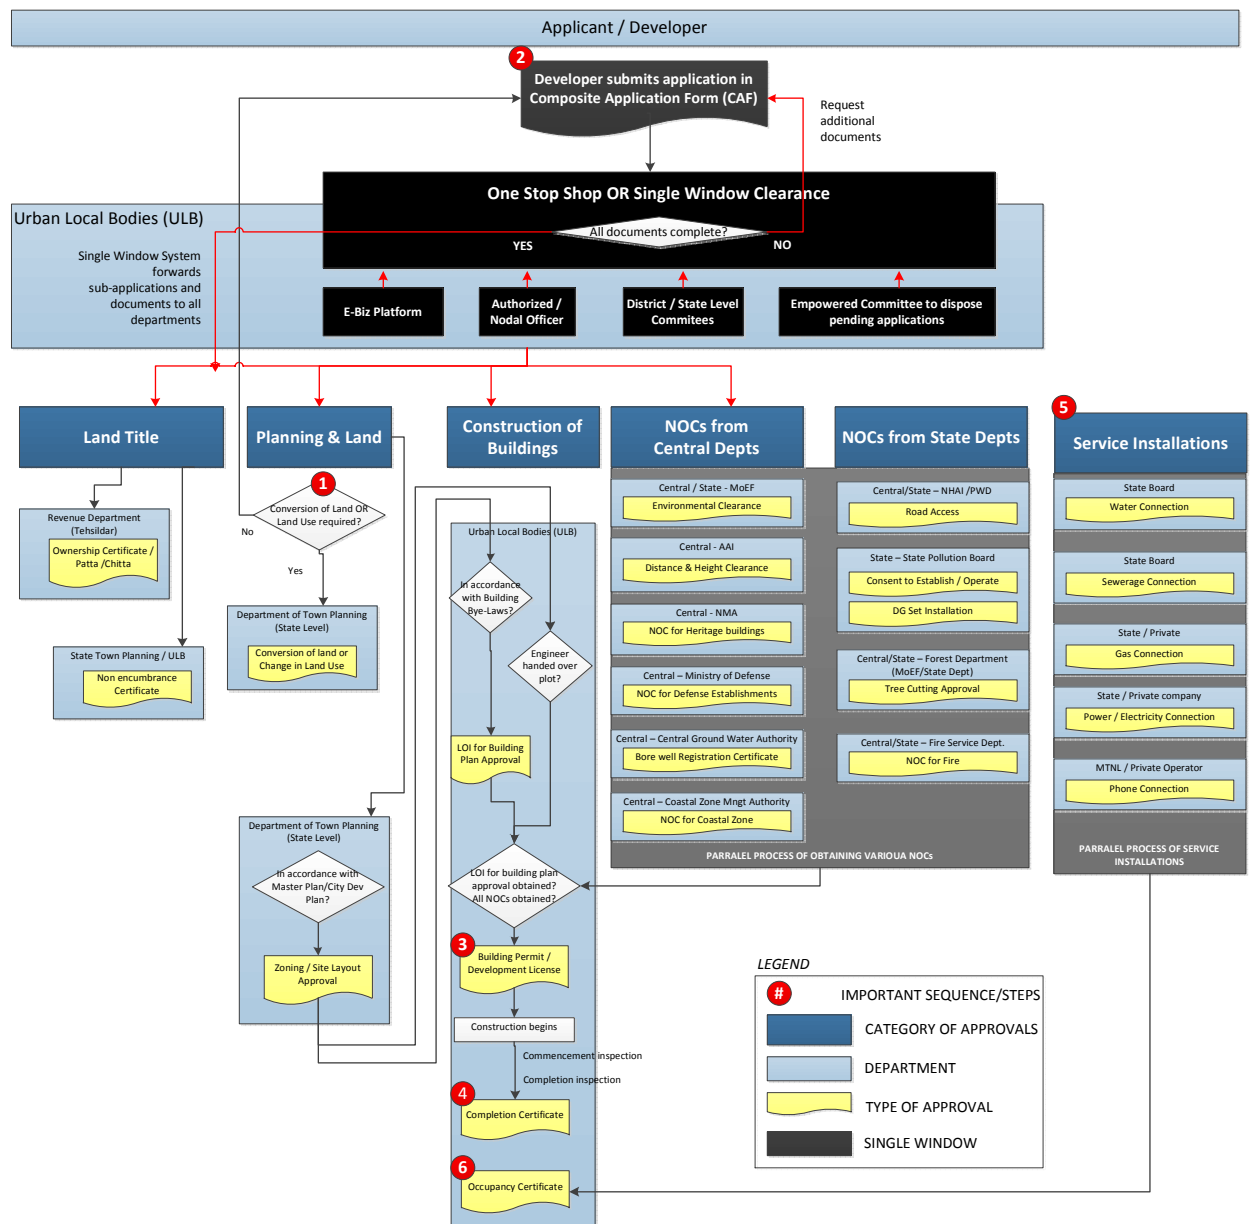 Applicant / Developer
2
Developer submits application in
Composite Application Form (CAF)
Request
additional
documents
One Stop Shop OR Single Window Clearance
Urban Local Bodies (ULB)
All documents complete?
YES
NO
Single Window System
forwards
sub-applications and
documents to all
departments
E-Biz Platform
Authorized /
Nodal Officer
District / State Level
Commitees
Empowered Committee to dispose
pending applications
Land Title
Planning & Land
Construction of
Buildings
NOCs from
Central Depts
NOCs from State Depts
5
Service Installations
Revenue Department
(Tehsildar)
Ownership Certificate /
Patta /Chitta
State Town Planning / ULB
Non encumbrance
Certificate
1
Conversion of Land OR
Land Use required?
No
Yes
Department of Town Planning
(State Level)
Conversion of land or
Change in Land Use
Department of Town Planning
(State Level)
In accordance with
Master Plan/City Dev
Plan?
Zoning / Site Layout
Approval
Urban Local Bodies (ULB)
In accordance
with Building
Bye-Laws?
Engineer
handed over
plot?
LOI for Building
Plan Approval
LOI for building plan
approval obtained?
All NOCs obtained?
3
Building Permit /
Development License
Construction begins
Commencement inspection
Completion inspection
4
Completion Certificate
6
Occupancy Certificate
Central / State - MoEF
Environmental Clearance
Central - AAI
Distance & Height Clearance
Central - NMA
NOC for Heritage buildings
Central – Ministry of Defense
NOC for Defense Establishments
Central – Central Ground Water Authority
Bore well Registration Certificate
Central – Coastal Zone Mngt Authority
NOC for Coastal Zone
Central/State – NHAI /PWD
Road Access
State – State Pollution Board
Consent to Establish / Operate
DG Set Installation
Central/State – Forest Department
(MoEF/State Dept)
Tree Cutting Approval
Central/State – Fire Service Dept.
NOC for Fire
PARRALEL PROCESS OF OBTAINING VARIOUA NOCs
State Board
Water Connection
State Board
Sewerage Connection
State / Private
Gas Connection
State / Private company
Power / Electricity Connection
MTNL / Private Operator
Phone Connection
PARRALEL PROCESS OF SERVICE
INSTALLATIONS
LEGEND
#
IMPORTANT SEQUENCE/STEPS
CATEGORY OF APPROVALS
DEPARTMENT
TYPE OF APPROVAL
SINGLE WINDOW